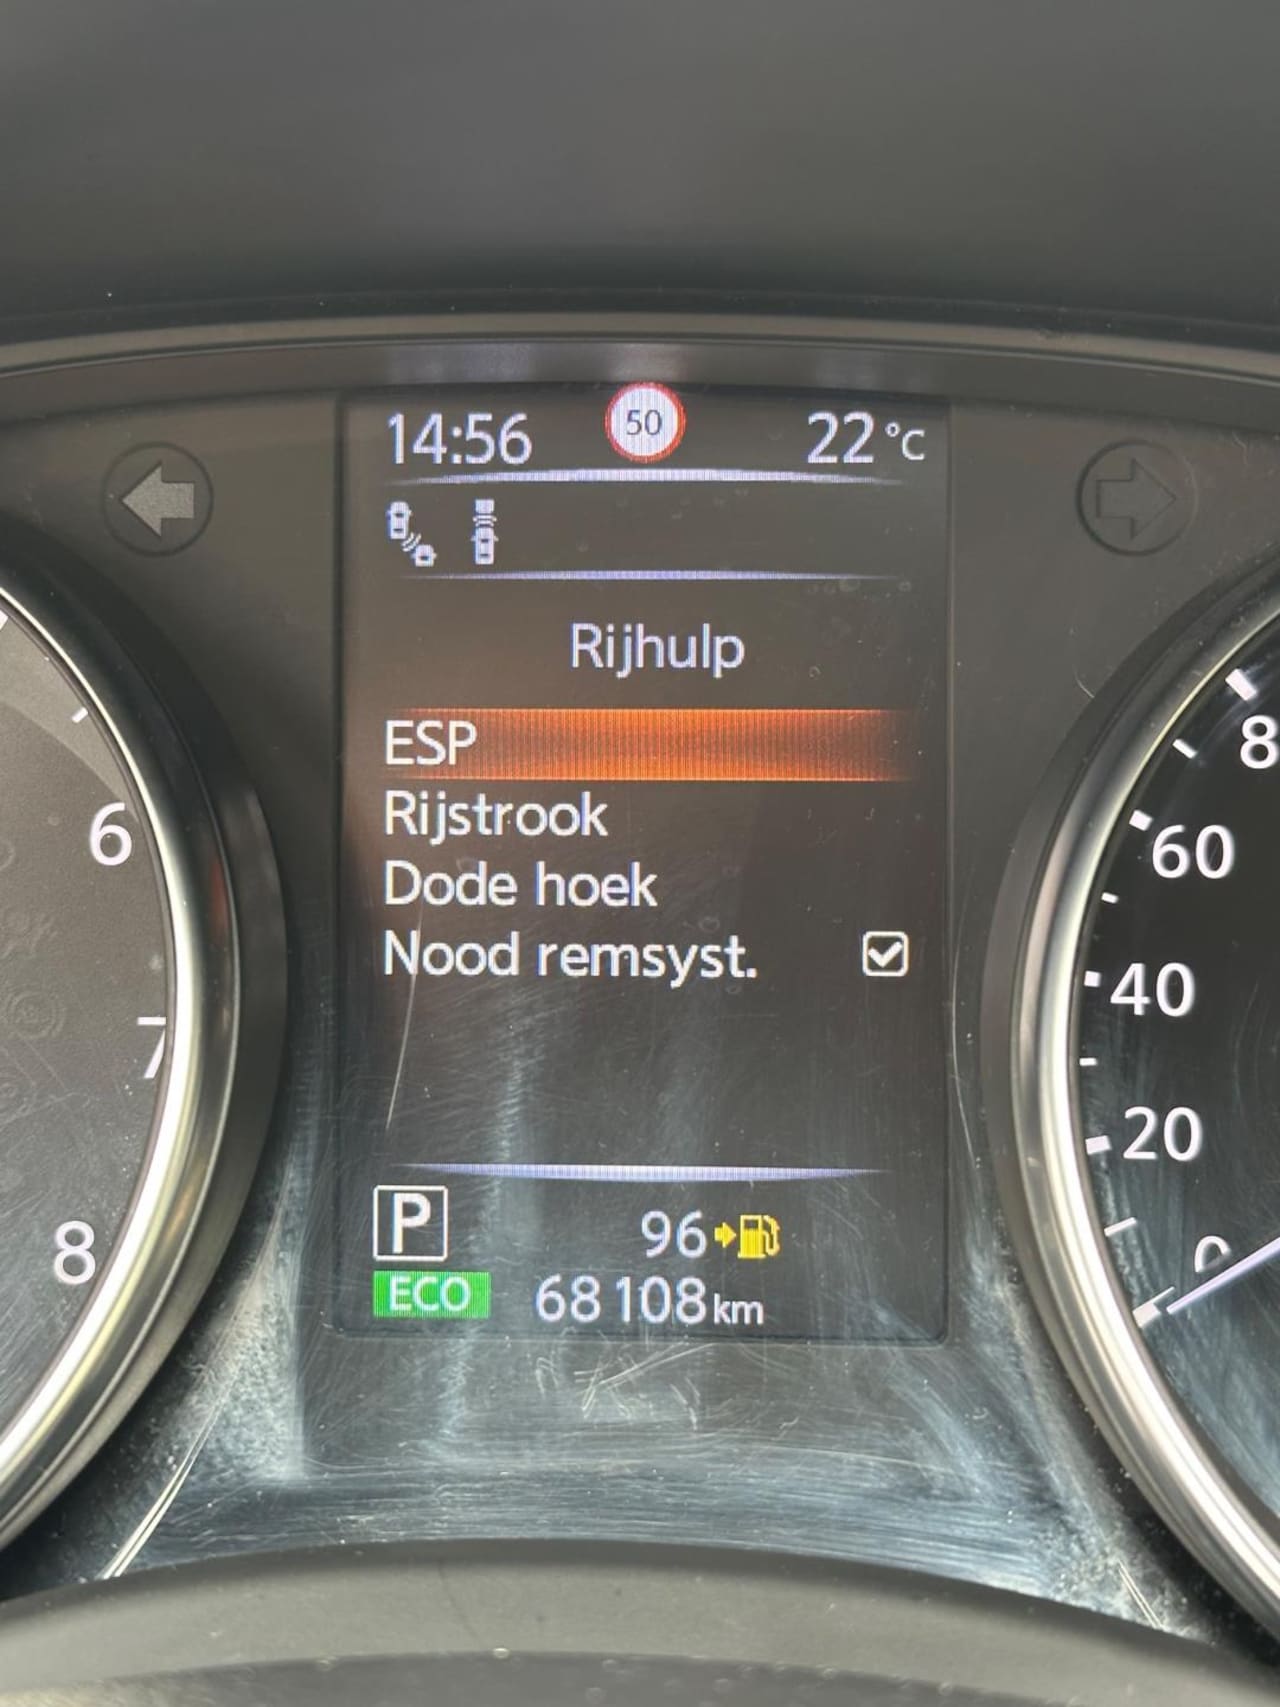 14:56 50 22 °C
Rijhulp
ESP
Rijstrook
Dode hoek
Nood remsyst.
P 96
ECO 68 108 km
6
7
8
8
60
40
20
0